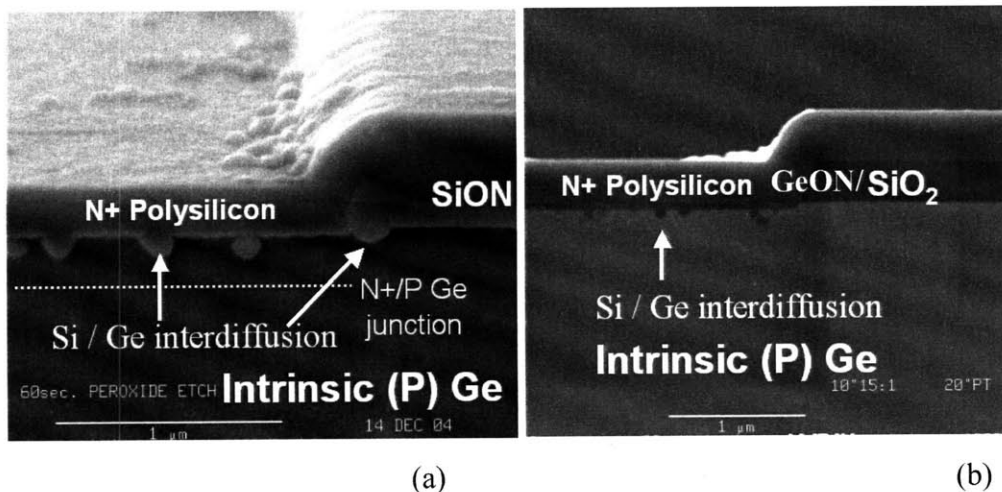 SiON
N+ Polysilicon
N+/P Ge
junction
Si / Ge interdiffusion
60sec. PEROXIDE ETCH
Intrinsic (P) Ge
1 μm
14 DEC 04
(a)
N+ Polysilicon
GeON/SiO₂
Si / Ge interdiffusion
Intrinsic (P) Ge
10"15:1
20"PT
1 μm
(b)